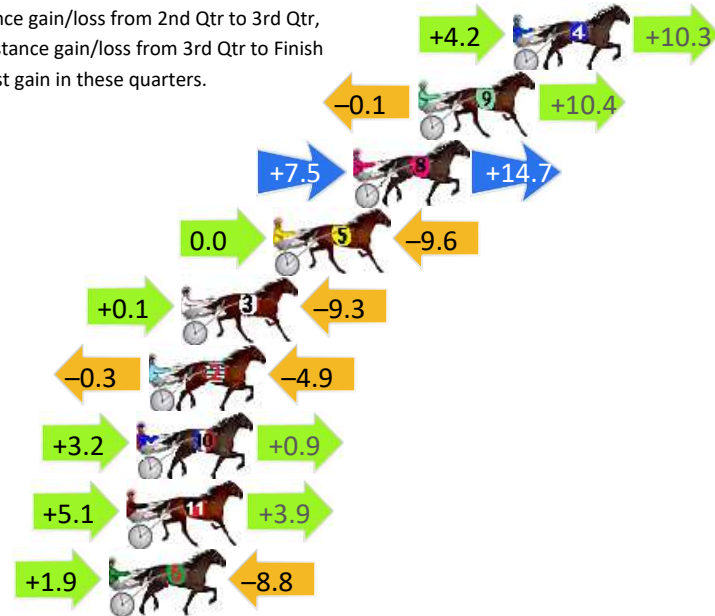 nce gain/loss from 2nd Qtr to 3rd Qtr,
stance gain/loss from 3rd Qtr to Finish
st gain in these quarters.
+4.2 4 +10.3
–0.1 9 +10.4
+7.5 8 +14.7
0.0 5 –9.6
+0.1 3 –9.3
–0.3 2 –4.9
+3.2 10 +0.9
+5.1 11 +3.9
+1.9 –8.8